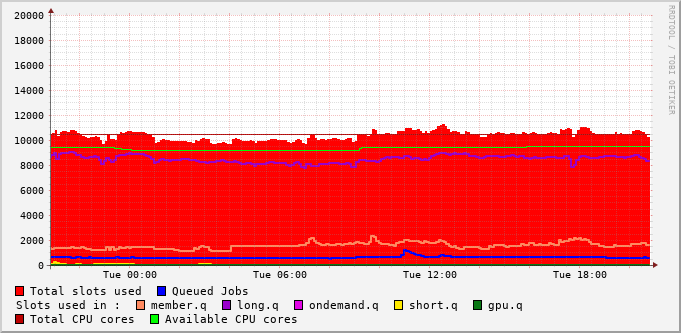 20000
18000
16000
14000
12000
10000
8000
6000
4000
2000
0
Tue 00:00 Tue 06:00 Tue 12:00 Tue 18:00
RRDTOOL / TOBI OETIKER
Total slots used Queued Jobs
Slots used in : member.q long.q ondemand.q short.q gpu.q
Total CPU cores Available CPU cores